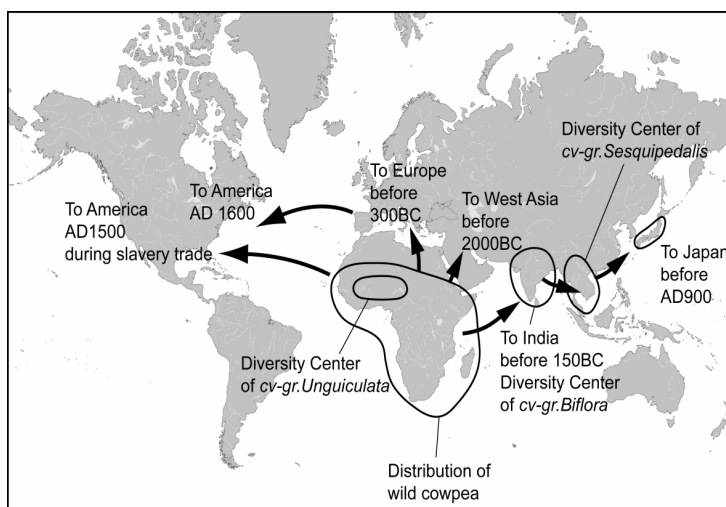 Diversity Center of
cv-gr.Sesquipedalis
To Europe
before
300BC
To West Asia
before
2000BC
To America
AD 1600
To America
AD1500
during slavery trade
To Japan
before
AD900
To India
before 150BC
Diversity Center
of cv-gr.Biflora
Diversity Center
of cv-gr.Unguiculata
Distribution of
wild cowpea